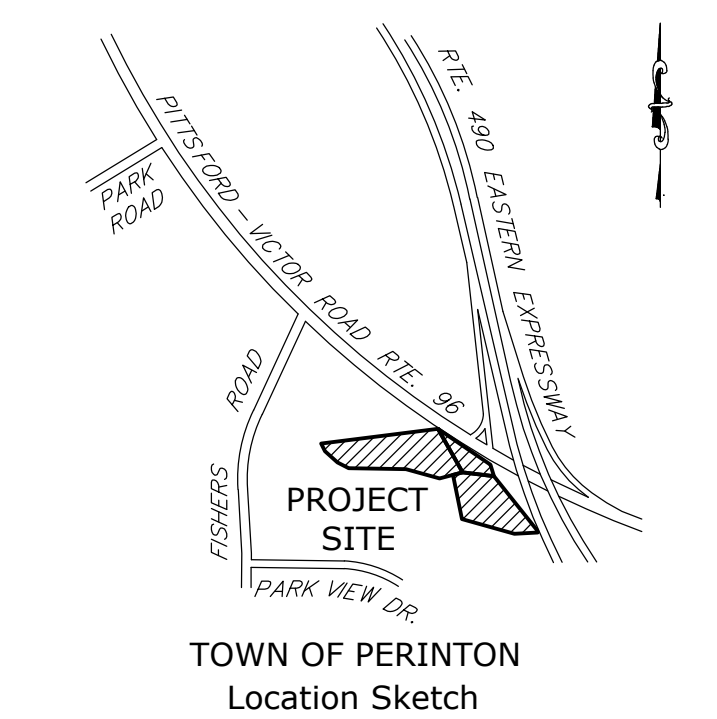 RTE. 490 EASTERN EXPRESSWAY
PITTSFORD - VICTOR ROAD RTE. 96
PARK
ROAD
FISHERS ROAD
PROJECT
SITE
PARK VIEW DR.
TOWN OF PERINTON
Location Sketch